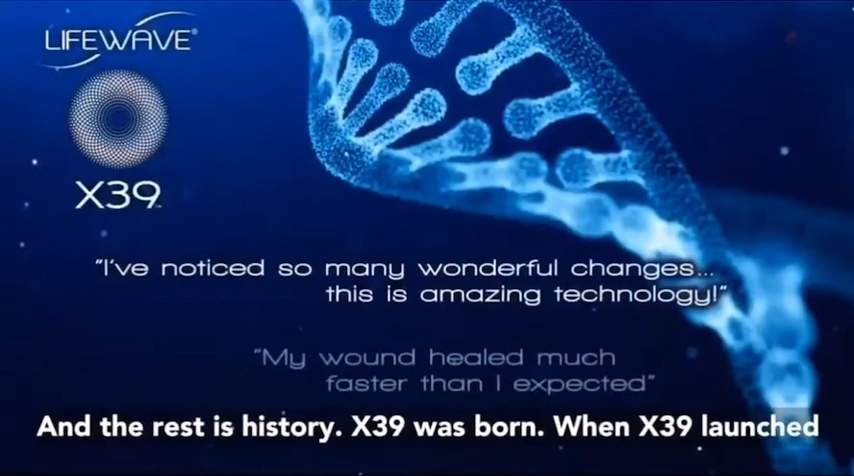 LIFEWAVE®
X39™
"I've noticed so many wonderful changes...
this is amazing technology!"
"My wound healed much
faster than I expected"
And the rest is history. X39 was born. When X39 launched